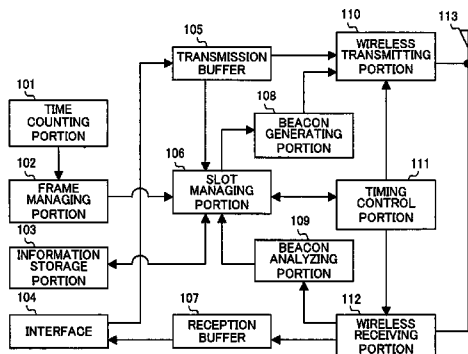 110
113
105
WIRELESS
TRANSMITTING
PORTION
TRANSMISSION
BUFFER
101
TIME
COUNTING
PORTION
108
BEACON
GENERATING
PORTION
102
FRAME
MANAGING
PORTION
106
SLOT
MANAGING
PORTION
111
TIMING
CONTROL
PORTION
103
INFORMATION
STORAGE
PORTION
109
BEACON
ANALYZING
PORTION
104
INTERFACE
107
RECEPTION
BUFFER
112
WIRELESS
RECEIVING
PORTION